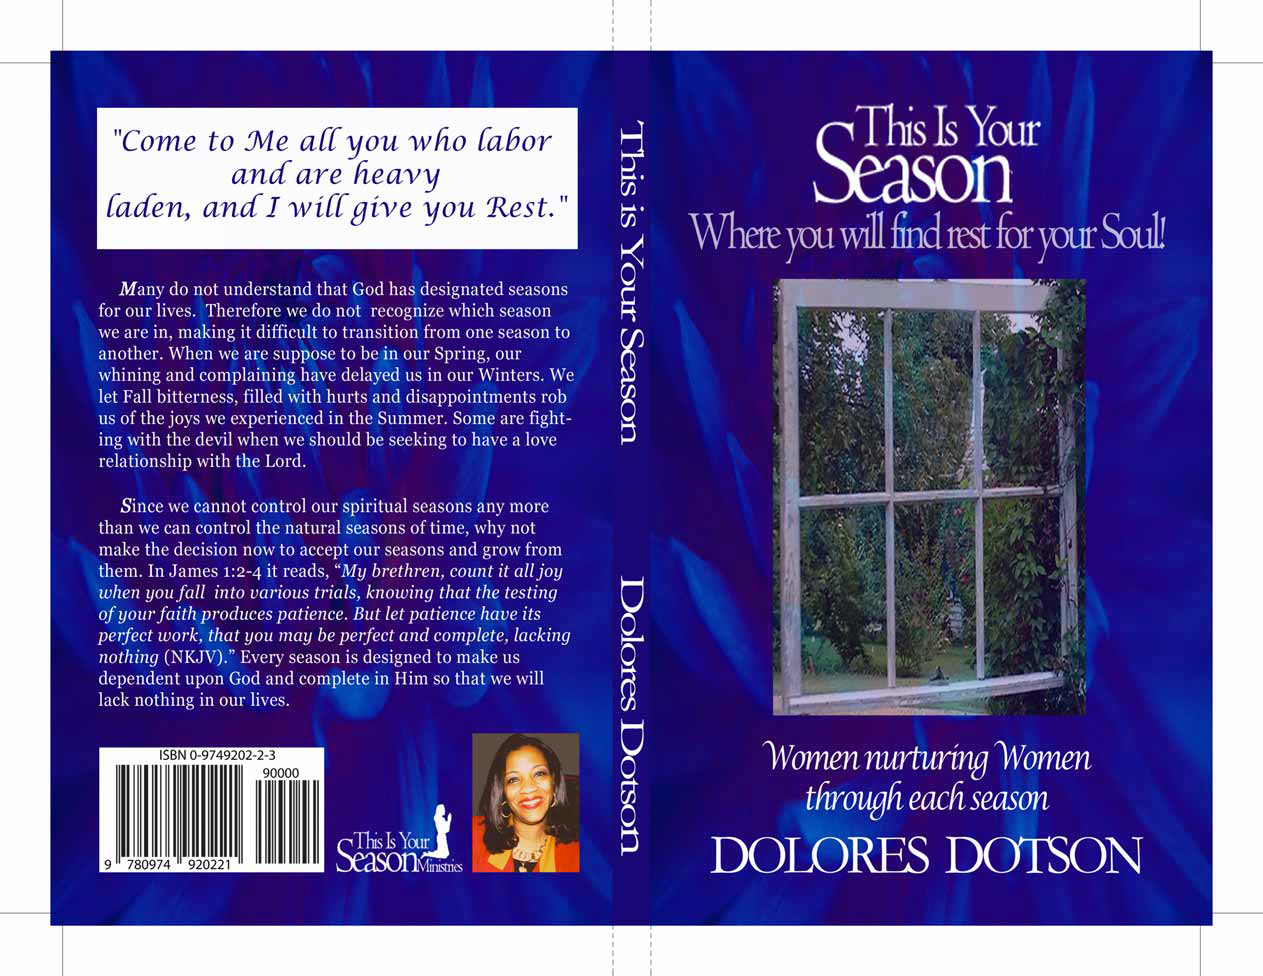 "Come to Me all you who labor
and are heavy
laden, and I will give you Rest."
Many do not understand that God has designated seasons
for our lives.  Therefore we do not  recognize which season
we are in, making it difficult to transition from one season to
another. When we are suppose to be in our Spring, our
whining and complaining have delayed us in our Winters. We
let Fall bitterness, filled with hurts and disappointments rob
us of the joys we experienced in the Summer. Some are fight-
ing with the devil when we should be seeking to have a love
relationship with the Lord.
Since we cannot control our spiritual seasons any more
than we can control the natural seasons of time, why not
make the decision now to accept our seasons and grow from
them. In James 1:2-4 it reads, “My brethren, count it all joy
when you fall  into various trials, knowing that the testing
of your faith produces patience. But let patience have its
perfect work, that you may be perfect and complete, lacking
nothing (NKJV).” Every season is designed to make us
dependent upon God and complete in Him so that we will
lack nothing in our lives.
ISBN 0-9749202-2-3
90000
9 780974 920221
This Is Your
Season Ministries
This is Your Season
Dolores Dotson
This Is Your
Season
Where you will find rest for your Soul!
Women nurturing Women
through each season
DOLORES DOTSON